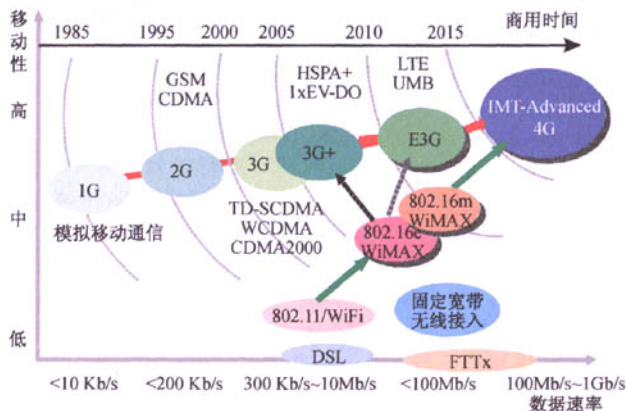 移动性
商用时间
1985
1995
2000
2005
2010
2015
高
中
低
GSM
CDMA
HSPA+
1xEV-DO
LTE
UMB
IMT-Advanced
4G
1G
2G
3G
3G+
E3G
模拟移动通信
TD-SCDMA
WCDMA
CDMA2000
802.16e
WiMAX
802.16m
WiMAX
802.11/WiFi
固定宽带
无线接入
DSL
FTTx
<10 Kb/s
<200 Kb/s
300 Kb/s~10Mb/s
<100Mb/s
100Mb/s~1Gb/s
数据速率